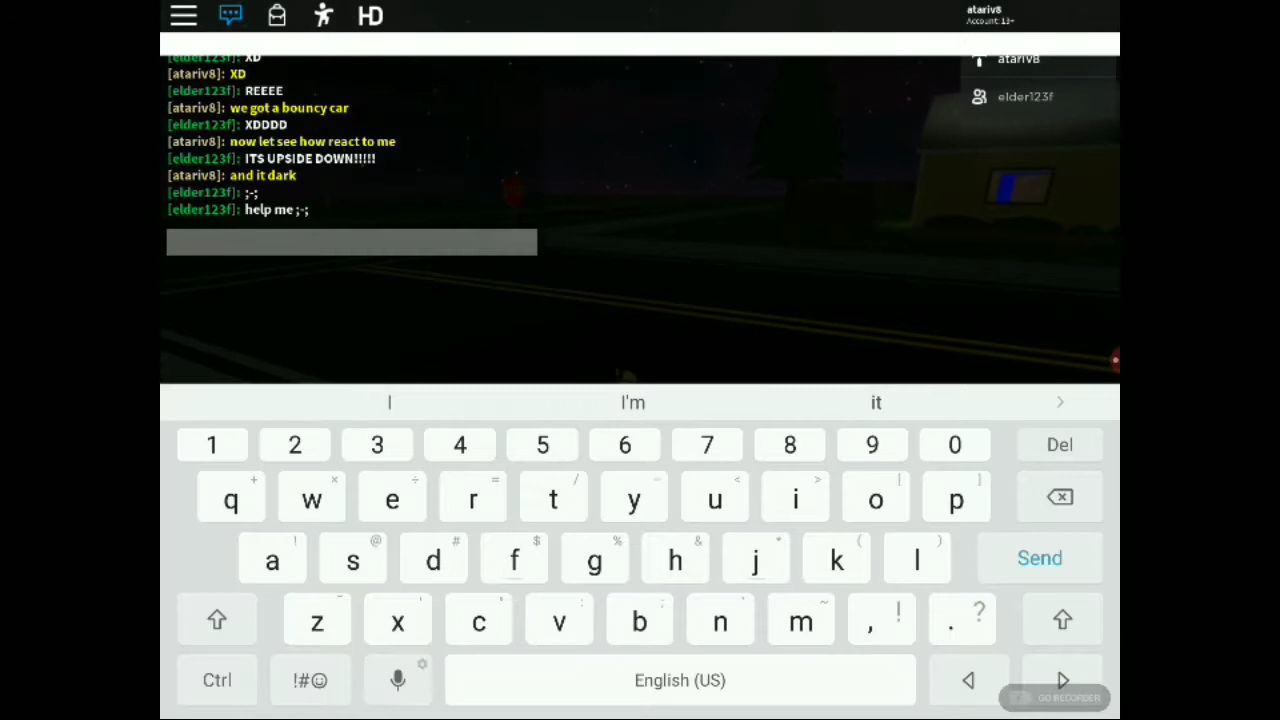 HD
atariv8
Account: 13+
[elder123f]: XD
[atariv8]: XD
[elder123f]: REEEE
[atariv8]: we got a bouncy car
[elder123f]: XDDDD
[atariv8]: now let see how react to me
[elder123f]: ITS UPSIDE DOWN!!!!!
[atariv8]: and it dark
[elder123f]: ;-;
[elder123f]: help me ;-;
atariv8
elder123f
I I'm it
1 2 3 4 5 6 7 8 9 0 Del
q w e r t y u i o p
a s d f g h j k l Send
z x c v b n m , ! . ?
Ctrl !#☺ English (US)
GO RECORDER